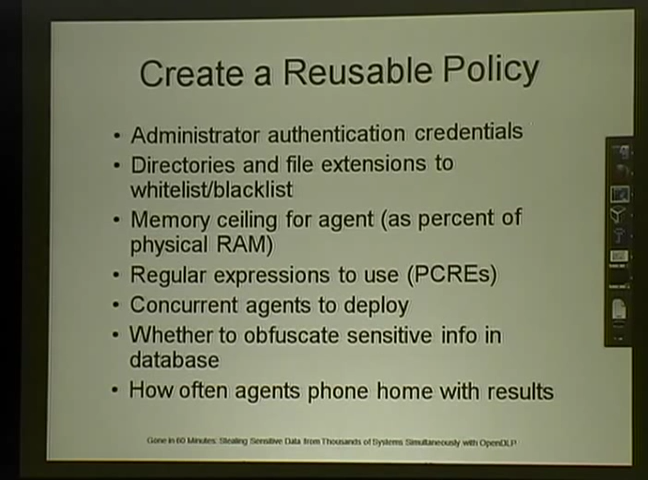 Create a Reusable Policy
• Administrator authentication credentials
• Directories and file extensions to
whitelist/blacklist
• Memory ceiling for agent (as percent of
physical RAM)
• Regular expressions to use (PCREs)
• Concurrent agents to deploy
• Whether to obfuscate sensitive info in
database
• How often agents phone home with results
Gone in 60 Minutes: Stealing Sensitive Data from Thousands of Systems Simultaneously with OpenDLP